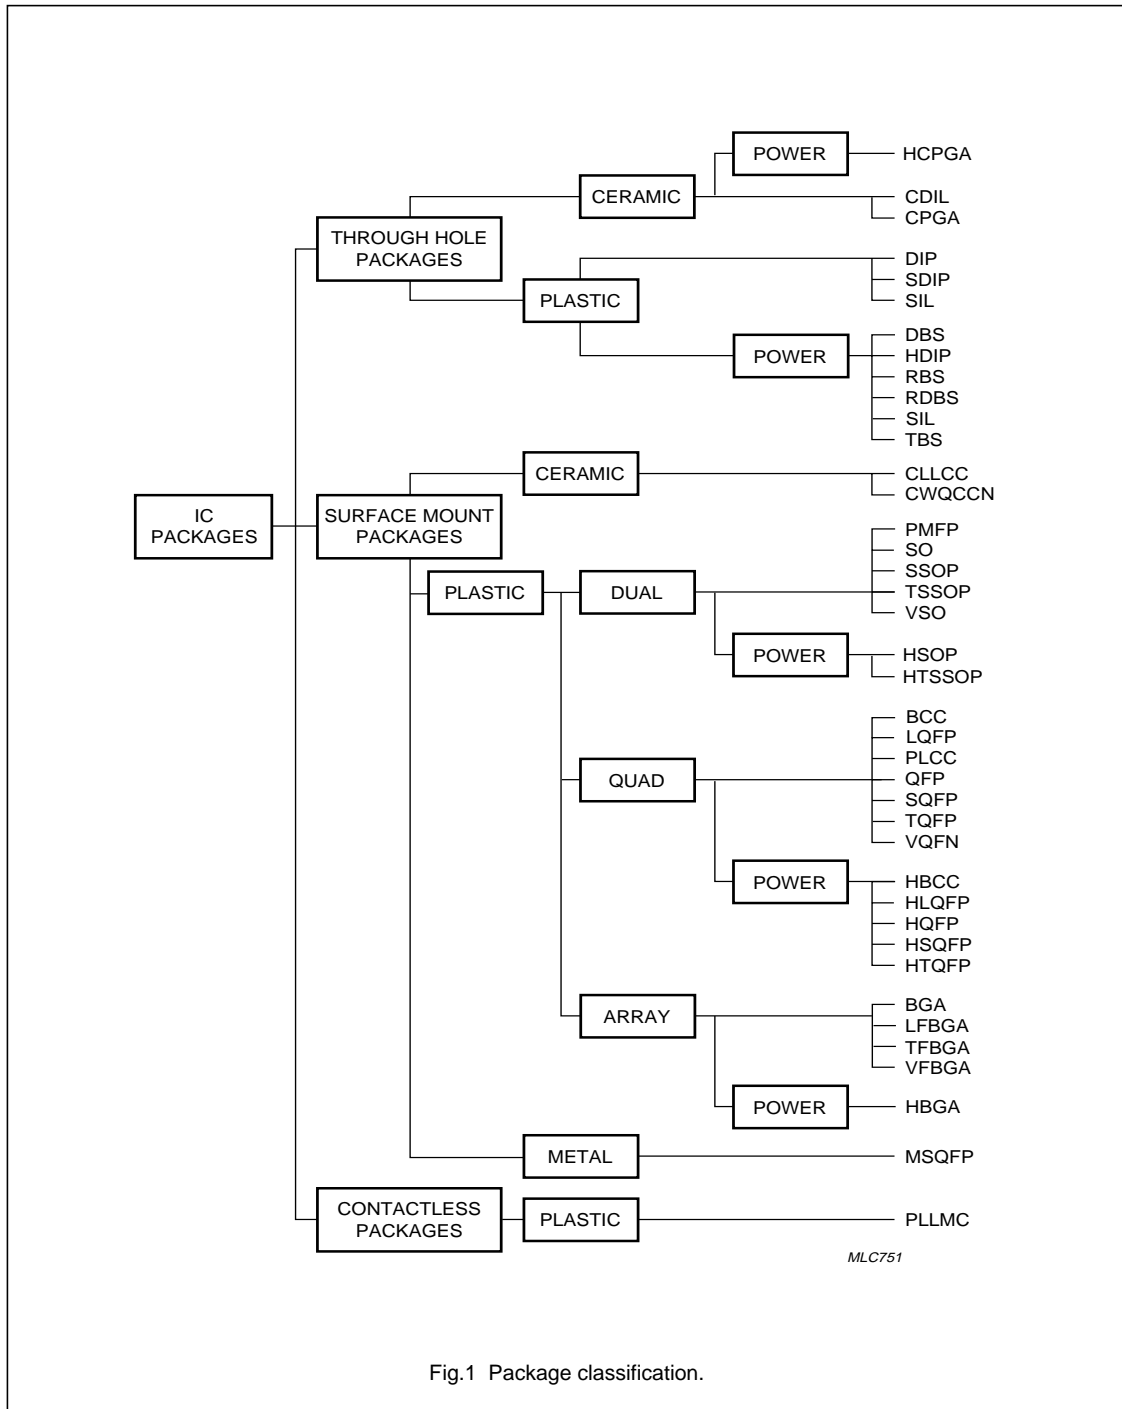 POWER
HCPGA
CERAMIC
CDIL
CPGA
THROUGH HOLE
PACKAGES
DIP
SDIP
SIL
PLASTIC
DBS
HDIP
RBS
RDBS
SIL
TBS
POWER
CERAMIC
CLLCC
CWQCCN
IC
PACKAGES
SURFACE MOUNT
PACKAGES
PMFP
SO
SSOP
TSSOP
VSO
PLASTIC
DUAL
POWER
HSOP
HTSSOP
BCC
LQFP
PLCC
QFP
SQFP
TQFP
VQFN
QUAD
POWER
HBCC
HLQFP
HQFP
HSQFP
HTQFP
ARRAY
BGA
LFBGA
TFBGA
VFBGA
POWER
HBGA
METAL
MSQFP
CONTACTLESS
PACKAGES
PLASTIC
PLLMC
MLC751
Fig.1 Package classification.